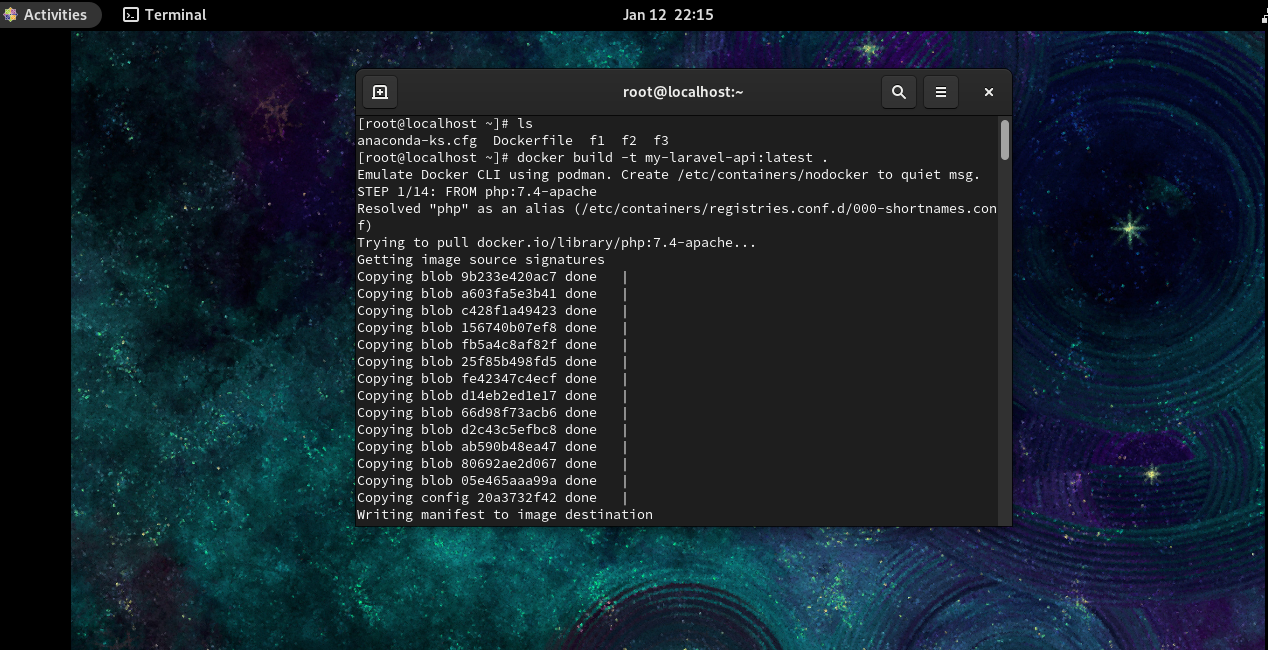 Activities Terminal Jan 12 22:15
root@localhost:~
[root@localhost ~]# ls
anaconda-ks.cfg  Dockerfile  f1  f2  f3
[root@localhost ~]# docker build -t my-laravel-api:latest .
Emulate Docker CLI using podman. Create /etc/containers/nodocker to quiet msg.
STEP 1/14: FROM php:7.4-apache
Resolved "php" as an alias (/etc/containers/registries.conf.d/000-shortnames.con
f)
Trying to pull docker.io/library/php:7.4-apache...
Getting image source signatures
Copying blob 9b233e420ac7 done   |
Copying blob a603fa5e3b41 done   |
Copying blob c428f1a49423 done   |
Copying blob 156740b07ef8 done   |
Copying blob fb5a4c8af82f done   |
Copying blob 25f85b498fd5 done   |
Copying blob fe42347c4ecf done   |
Copying blob d14eb2ed1e17 done   |
Copying blob 66d98f73acb6 done   |
Copying blob d2c43c5efbc8 done   |
Copying blob ab590b48ea47 done   |
Copying blob 80692ae2d067 done   |
Copying blob 05e465aaa99a done   |
Copying config 20a3732f42 done   |
Writing manifest to image destination